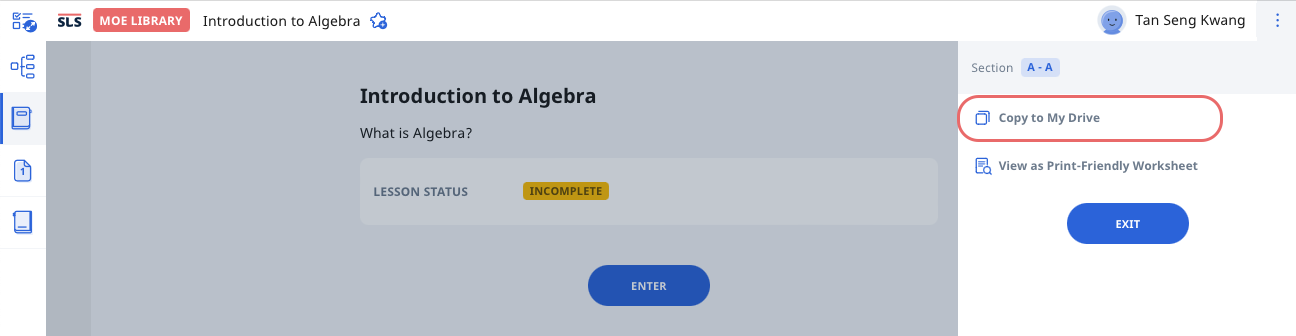 SLS MOE LIBRARY Introduction to Algebra Tan Seng Kwang
Section A - A
Introduction to Algebra
What is Algebra?
LESSON STATUS INCOMPLETE
ENTER
Copy to My Drive
View as Print-Friendly Worksheet
EXIT
1